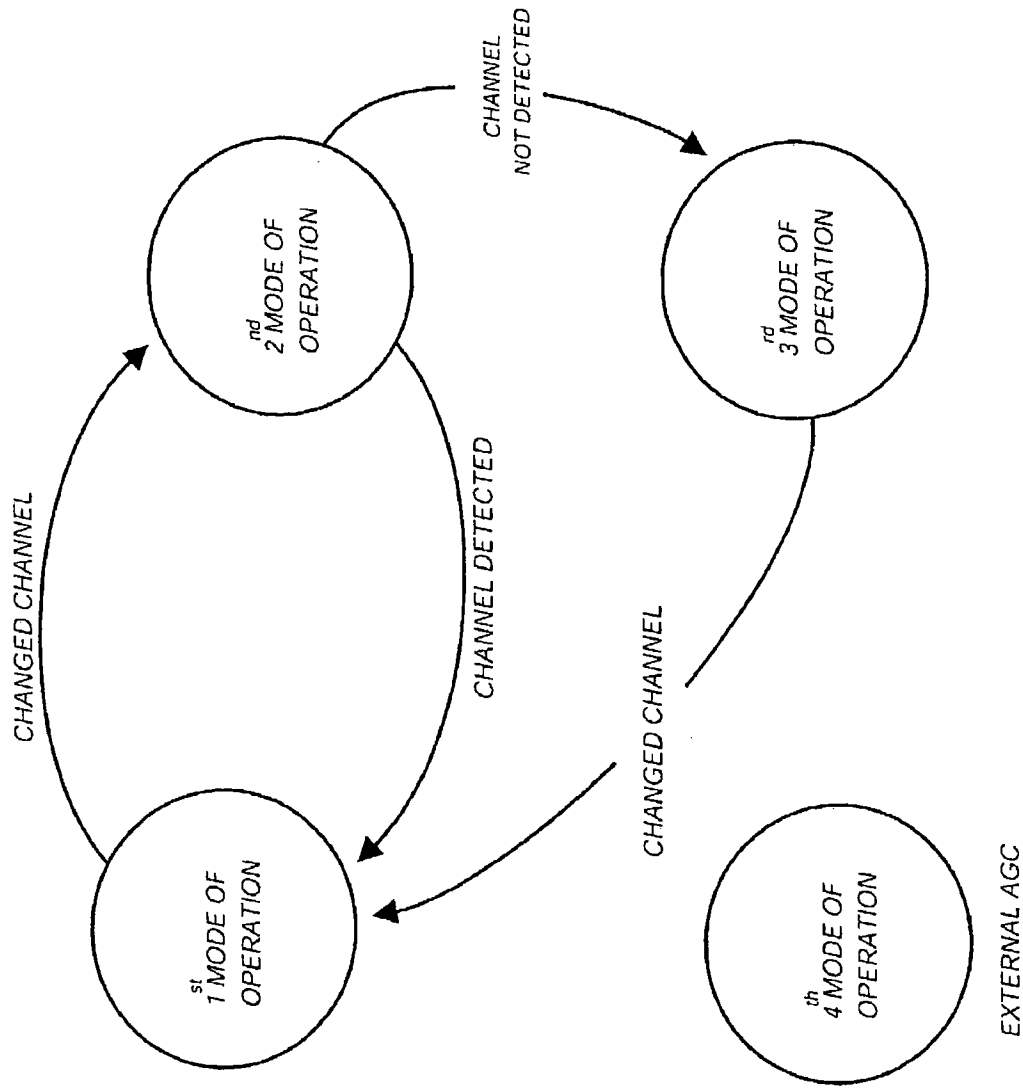 CHANGED CHANNEL
1st MODE OF
OPERATION
2nd MODE OF
OPERATION
CHANNEL DETECTED
CHANNEL
NOT DETECTED
CHANGED CHANNEL
4th MODE OF
OPERATION
3rd MODE OF
OPERATION
EXTERNAL AGC